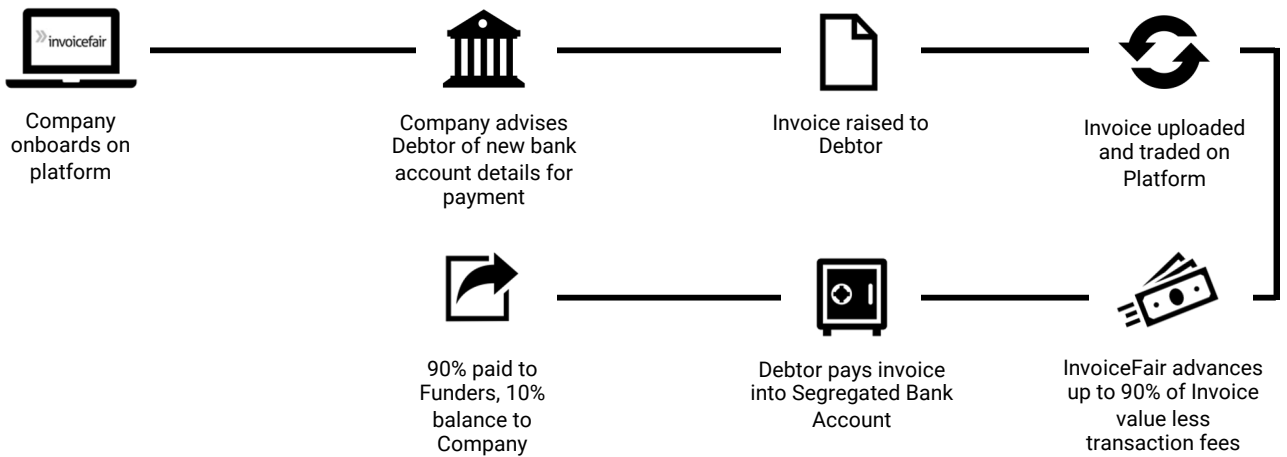 invoicefair
Company
onboards on
platform
Company advises
Debtor of new bank
account details for
payment
Invoice raised to
Debtor
Invoice uploaded
and traded on
Platform
90% paid to
Funders, 10%
balance to
Company
Debtor pays invoice
into Segregated Bank
Account
InvoiceFair advances
up to 90% of Invoice
value less
transaction fees